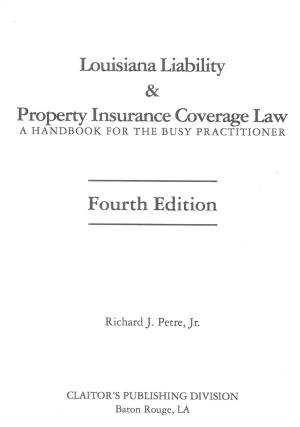 Louisiana Liability
&
Property Insurance Coverage Law
A HANDBOOK FOR THE BUSY PRACTITIONER
Fourth Edition
Richard J. Petre, Jr.
CLAITOR'S PUBLISHING DIVISION
Baton Rouge, LA